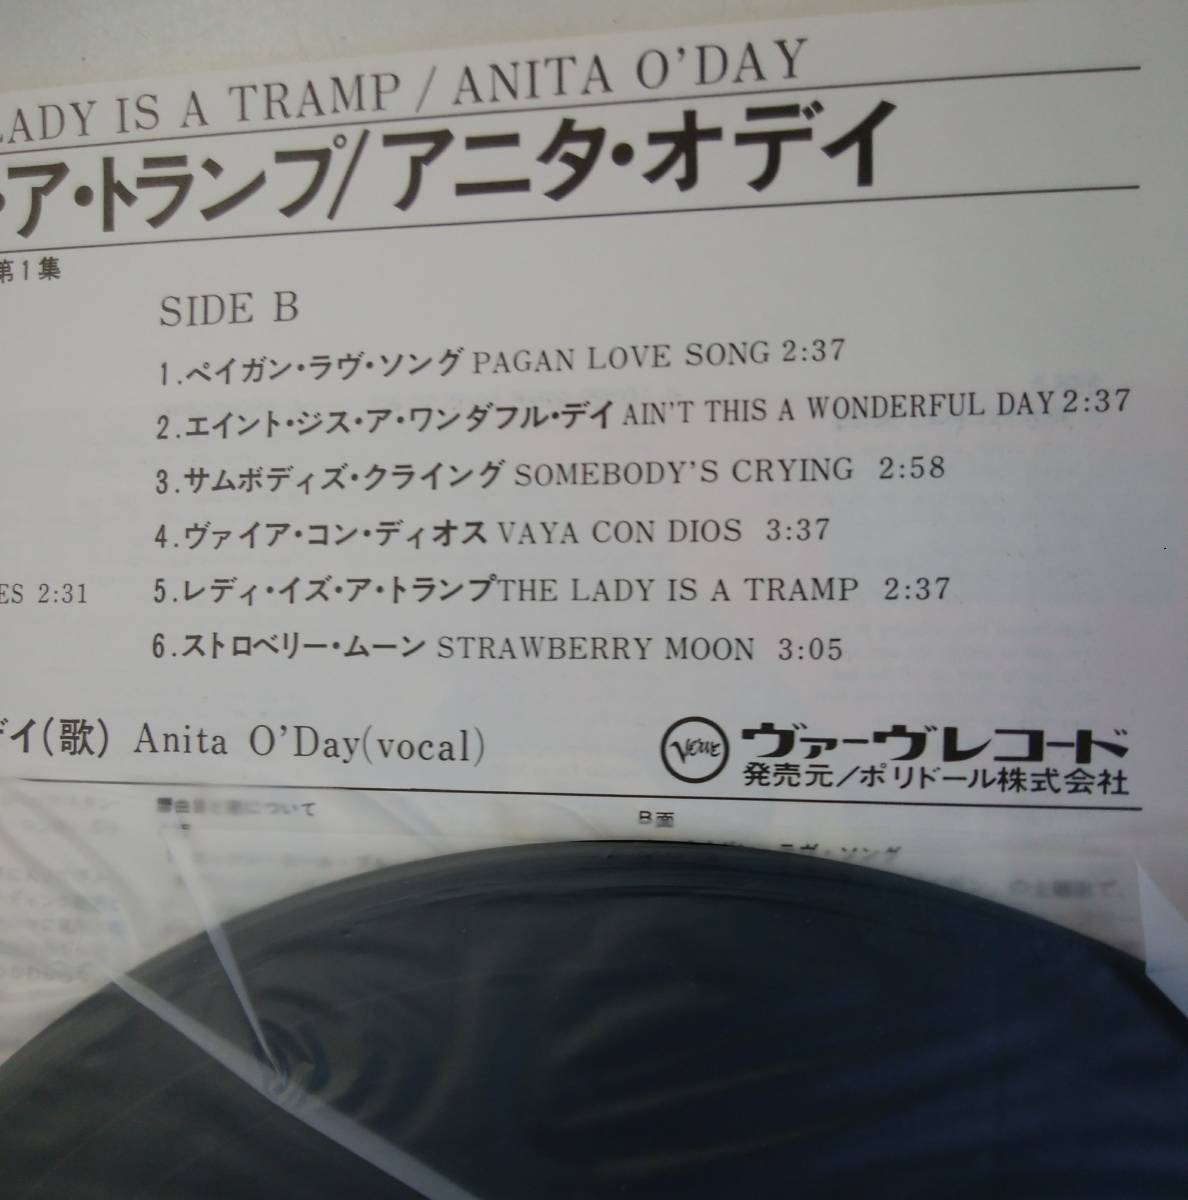 LADY IS A TRAMP / ANITA O'DAY
・ア・トランプ/アニタ・オデイ
第1集
SIDE B
1.ペイガン・ラヴ・ソング PAGAN LOVE SONG 2:37
2.エイント・ジス・ア・ワンダフル・デイ AIN'T THIS A WONDERFUL DAY 2:37
3.サムボディズ・クライング SOMEBODY'S CRYING 2:58
4.ヴァイア・コン・ディオス VAYA CON DIOS 3:37
ES 2:31
5.レディ・イズ・ア・トランプ THE LADY IS A TRAMP 2:37
6.ストロベリー・ムーン STRAWBERRY MOON 3:05
デイ(歌) Anita O'Day(vocal)
Verve ヴァーヴレコード
発売元/ポリドール株式会社
B面
ラヴ・ソング